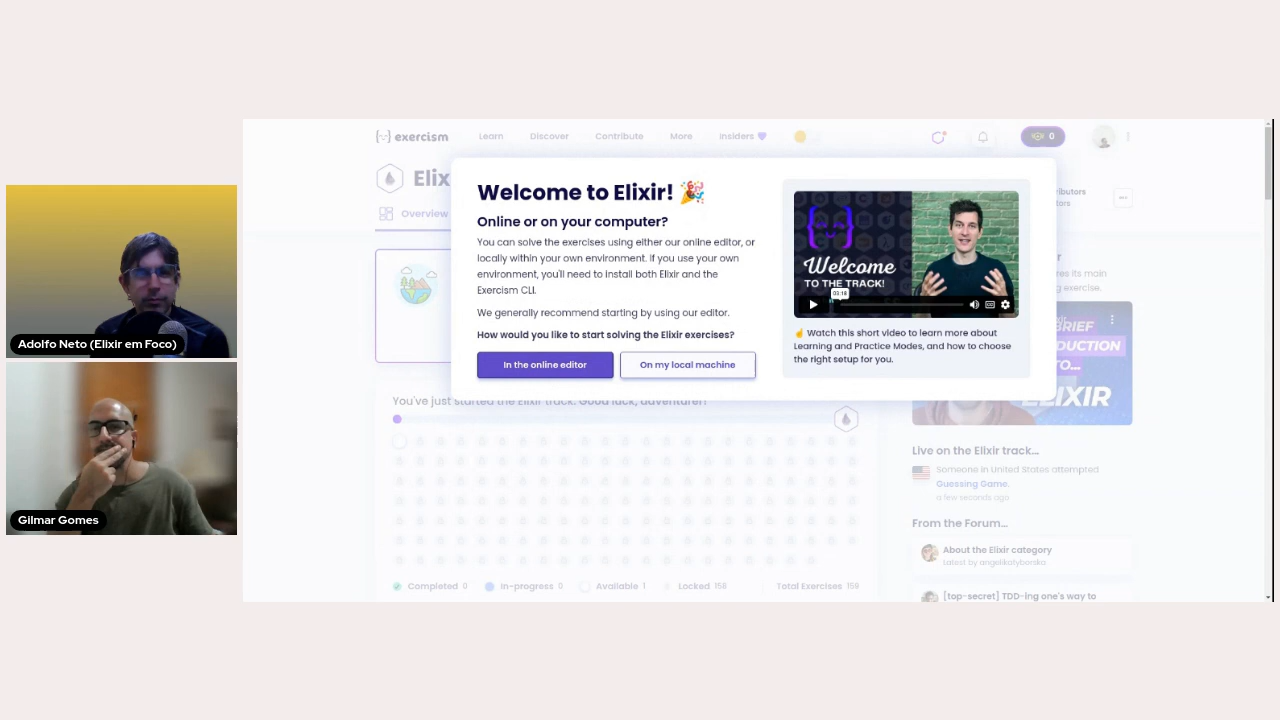 Adolfo Neto (Elixir em Foco)
Gilmar Gomes
exercism
Learn
Discover
Contribute
More
Insiders
0
Elix
Overview
Welcome to Elixir!
Online or on your computer?
You can solve the exercises using either our online editor, or
locally within your own environment. If you use your own
environment, you'll need to install both Elixir and the
Exercism CLI.
We generally recommend starting by using our editor.
How would you like to start solving the Elixir exercises?
In the online editor
On my local machine
Welcome
TO THE TRACK!
03:18
Watch this short video to learn more about
Learning and Practice Modes, and how to choose
the right setup for you.
You've just started the Elixir track. Good luck, adventurer!
Completed 0
In-progress 0
Available 1
Locked 158
Total Exercises 159
ELIXIR
Live on the Elixir track...
Someone in United States attempted
Guessing Game.
a few seconds ago
From the Forum...
About the Elixir category
Latest by angelikatyborska
[top-secret] TDD-ing one's way to